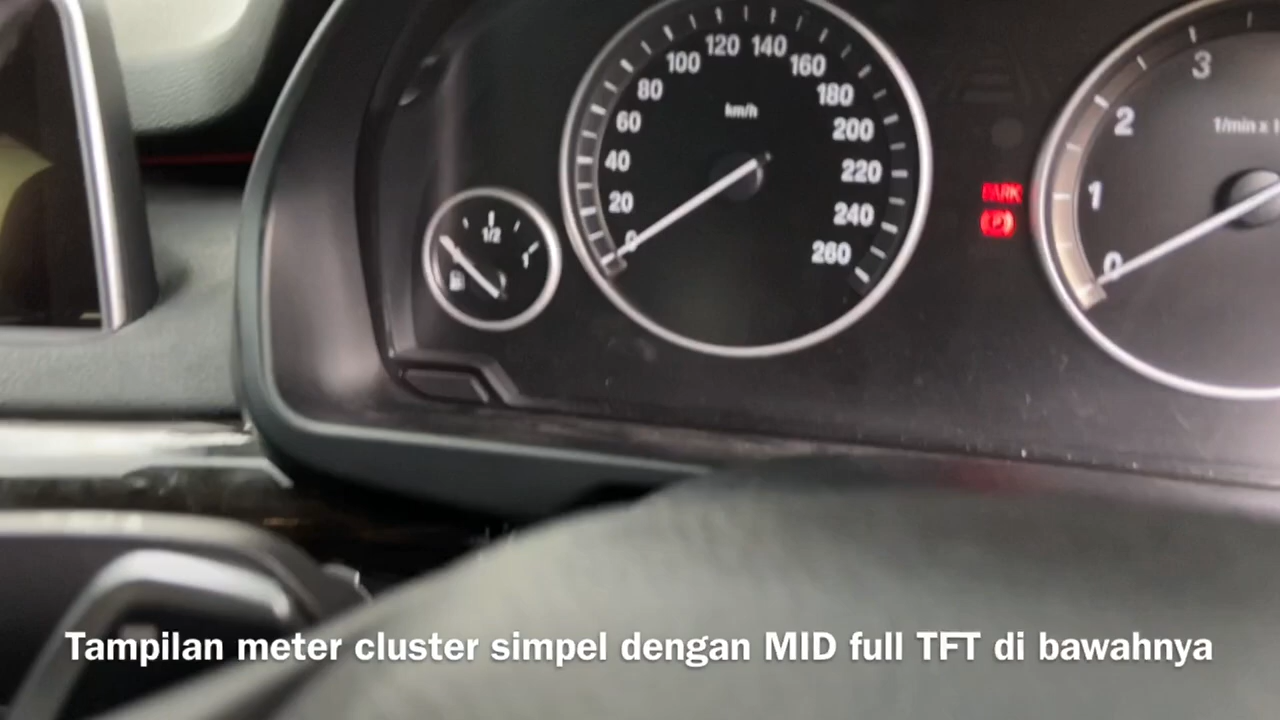 120 140
100 160
80 180
km/h
60 200
40 220
20 240
0 260
1/2
PARK
P
3
2
1/min x 1
1
0
Tampilan meter cluster simpel dengan MID full TFT di bawahnya